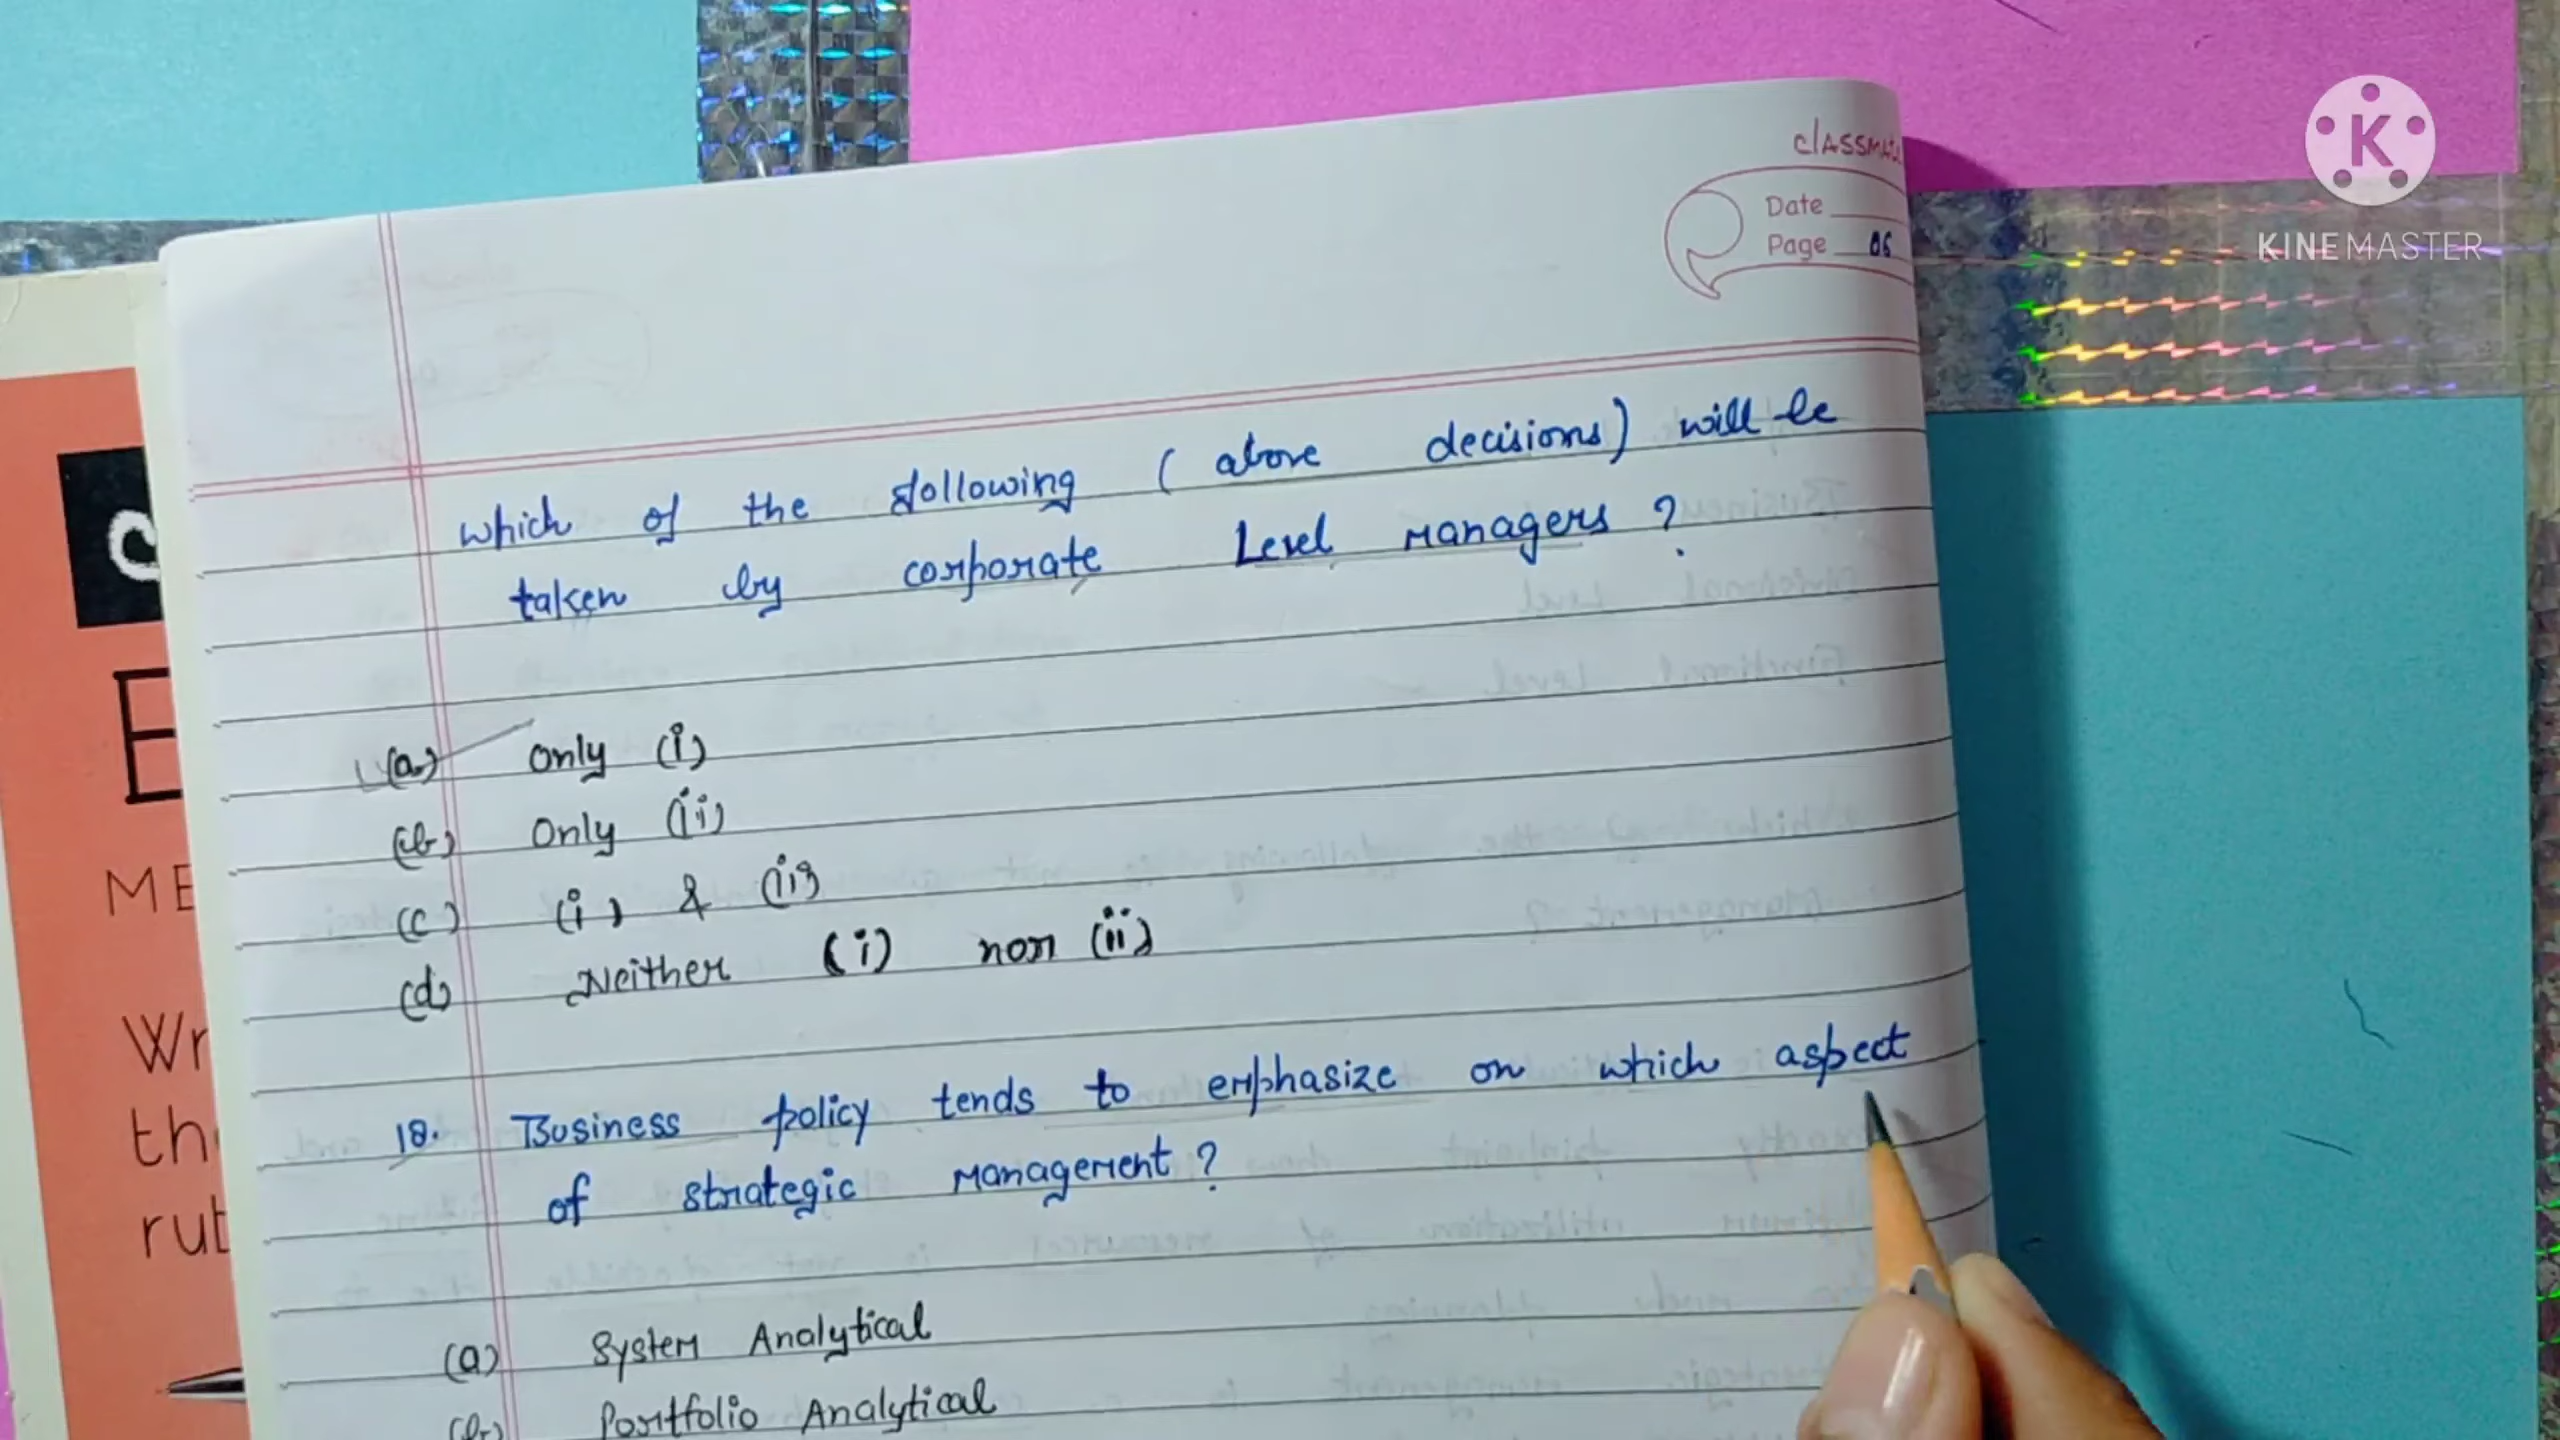 classmate
Date
Page 06
KINEMASTER
which of the following (above decisions) will be
taken by corporate Level managers ?
(a) only (i)
(b) only (ii)
(c) (i) & (ii)
(d) Neither (i) nor (ii)
18. Business policy tends to emphasize on which aspect
of strategic management ?
(a) System Analytical
(b) Portfolio Analytical
E
ME
Wr
th
rub